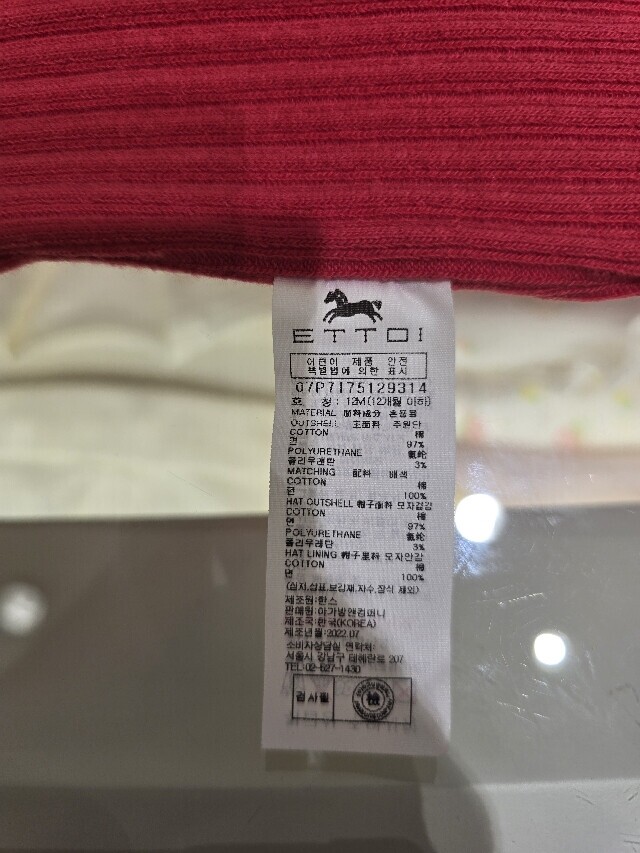 ETTOI
어린이 제품 안전
특별법에 의한 표시
07P7175129314
호 칭 : 12M(12개월 이하)
MATERIAL 面料成分 혼용율
OUTSHELL 主面料 주원단
COTTON 棉
면 97%
POLYURETHANE 氨纶
폴리우레탄 3%
MATCHING 配料 배색
COTTON 棉
면 100%
HAT OUTSHELL 帽子面料 모자겉감
COTTON 棉
면 97%
POLYURETHANE 氨纶
폴리우레탄 3%
HAT LINING 帽子里料 모자안감
COTTON 棉
면 100%
(심지,상표,보강재,자수,장식 제외)
제조원:한스
판매원:아가방앤컴퍼니
제조국:한국(KOREA)
제조년월:2022.07
소비자상담실 연락처:
서울시 강남구 테헤란로 207
TEL:02-527-1430
검사필 檢